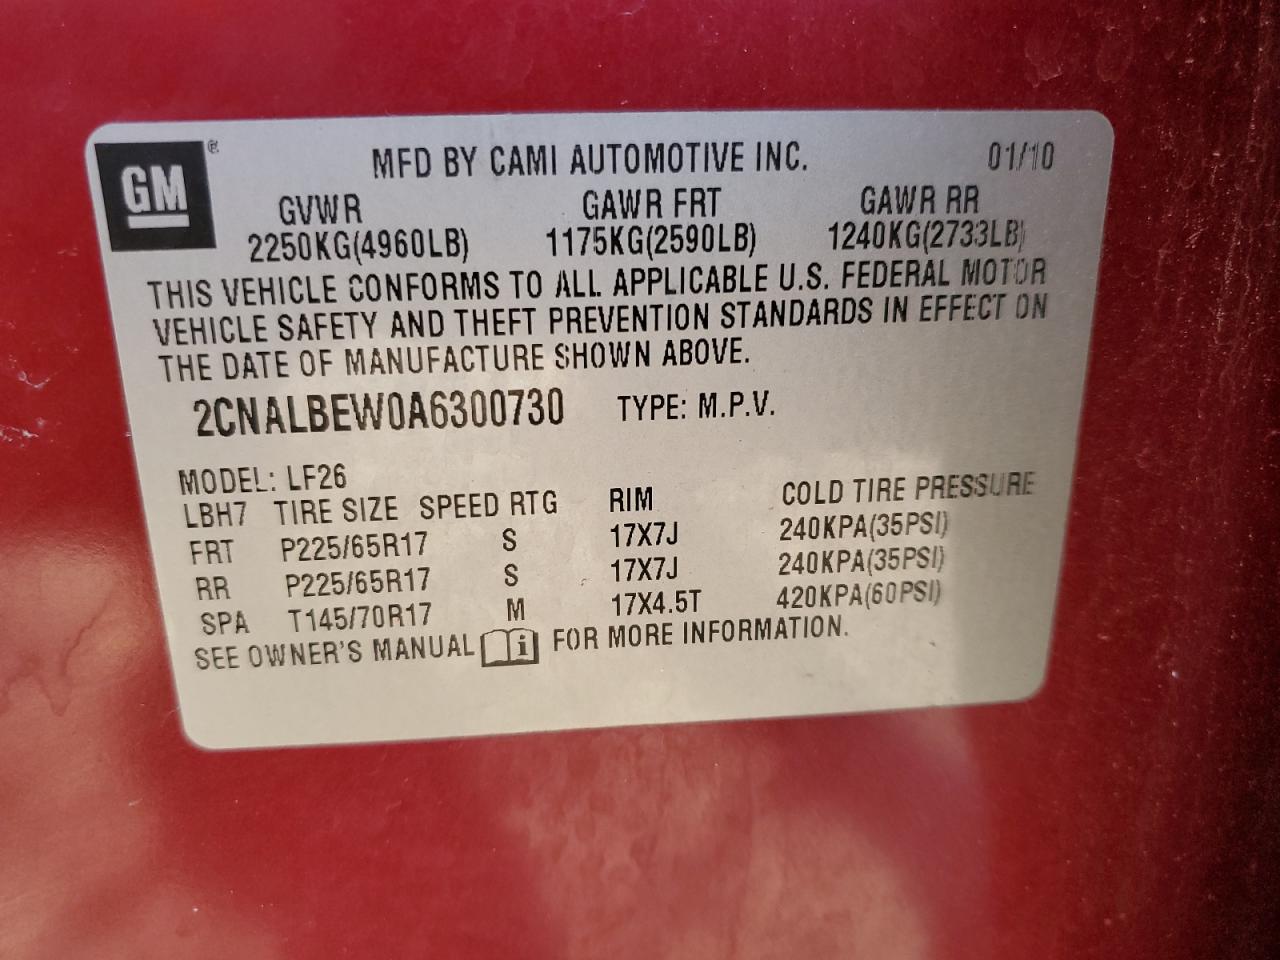 GM ®
MFD BY CAMI AUTOMOTIVE INC. 01/10
GVWR GAWR FRT GAWR RR
2250KG(4960LB) 1175KG(2590LB) 1240KG(2733LB)
THIS VEHICLE CONFORMS TO ALL APPLICABLE U.S. FEDERAL MOTOR
VEHICLE SAFETY AND THEFT PREVENTION STANDARDS IN EFFECT ON
THE DATE OF MANUFACTURE SHOWN ABOVE.
2CNALBEW0A6300730 TYPE: M.P.V.
MODEL: LF26
LBH7 TIRE SIZE SPEED RTG RIM COLD TIRE PRESSURE
FRT P225/65R17 S 17X7J 240KPA(35PSI)
RR P225/65R17 S 17X7J 240KPA(35PSI)
SPA T145/70R17 M 17X4.5T 420KPA(60PSI)
SEE OWNER'S MANUAL i FOR MORE INFORMATION.